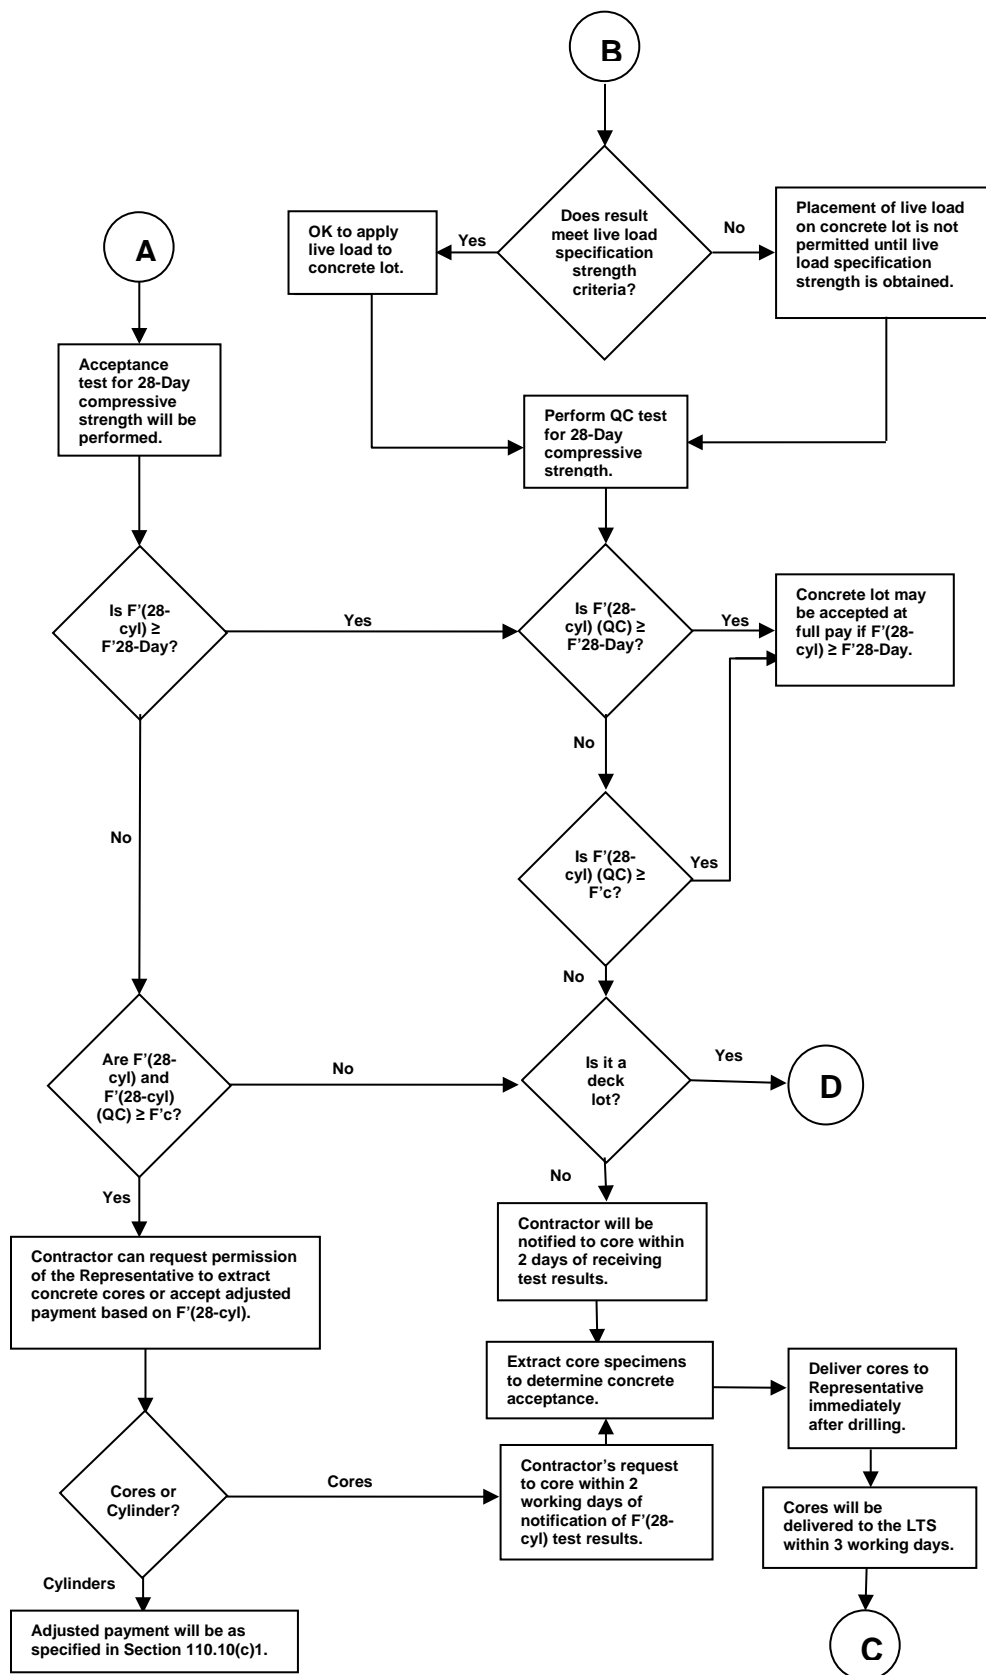 B
Does result
meet live load
specification
strength
criteria?
Yes
No
OK to apply
live load to
concrete lot.
Placement of live load
on concrete lot is not
permitted until live
load specification
strength is obtained.
A
Acceptance
test for 28-Day
compressive
strength will be
performed.
Perform QC test
for 28-Day
compressive
strength.
Is F'(28-
cyl) ≥
F'28-Day?
Yes
Is F'(28-
cyl) (QC) ≥
F'28-Day?
Yes
Concrete lot may
be accepted at
full pay if F'(28-
cyl) ≥ F'28-Day.
No
No
Is F'(28-
cyl) (QC) ≥
F'c?
Yes
No
Are F'(28-
cyl) and
F'(28-cyl)
(QC) ≥ F'c?
No
Is it a
deck
lot?
Yes
D
Yes
No
Contractor can request permission
of the Representative to extract
concrete cores or accept adjusted
payment based on F'(28-cyl).
Contractor will be
notified to core within
2 days of receiving
test results.
Extract core specimens
to determine concrete
acceptance.
Deliver cores to
Representative
immediately
after drilling.
Cores or
Cylinder?
Cores
Contractor's request
to core within 2
working days of
notification of F'(28-
cyl) test results.
Cores will be
delivered to the LTS
within 3 working days.
Cylinders
Adjusted payment will be as
specified in Section 110.10(c)1.
C